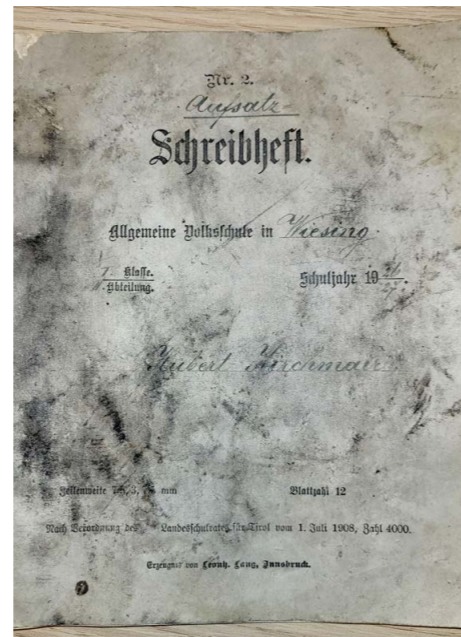 Nr. 2.
Aufsatz-
Schreibheft.
Allgemeine Volksschule in Wiesing.
Klasse.
Abteilung.
Schuljahr 19
Hubert Kirchmair
Zeilenweite mm
Blattzahl 12
Nach Verordnung des Landesschulrates für Tirol vom 1. Juli 1908, Zahl 4000.
Erzeugnis von Leonh. Lang, Innsbruck.